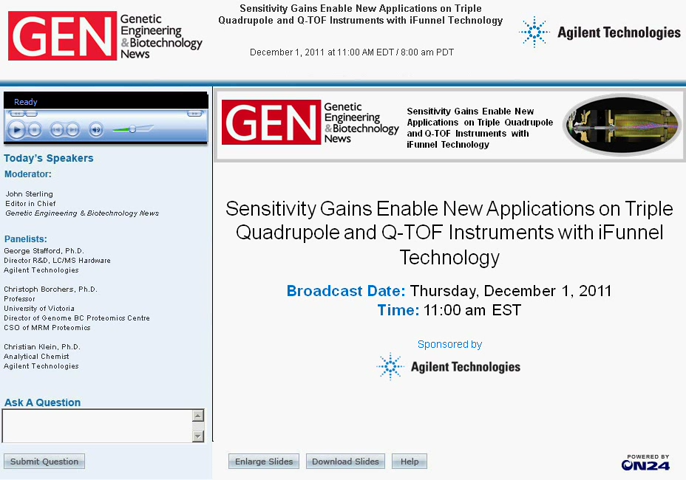 GEN Genetic
Engineering
&Biotechnology
News
Sensitivity Gains Enable New Applications on Triple
Quadrupole and Q-TOF Instruments with iFunnel Technology
December 1, 2011 at 11:00 AM EDT / 8:00 am PDT
Agilent Technologies
Ready
Today's Speakers
Moderator:
John Sterling
Editor in Chief
Genetic Engineering & Biotechnology News
Panelists:
George Stafford, Ph.D.
Director R&D, LC/MS Hardware
Agilent Technologies
Christoph Borchers, Ph.D.
Professor
University of Victoria
Director of Genome BC Proteomics Centre
CSO of MRM Proteomics
Christian Klein, Ph.D.
Analytical Chemist
Agilent Technologies
Ask A Question
Submit Question
GEN Genetic
Engineering
&Biotechnology
News
Sensitivity Gains Enable New
Applications on Triple Quadrupole
and Q-TOF Instruments with
iFunnel Technology
Sensitivity Gains Enable New Applications on Triple
Quadrupole and Q-TOF Instruments with iFunnel
Technology
Broadcast Date: Thursday, December 1, 2011
Time: 11:00 am EST
Sponsored by
Agilent Technologies
Enlarge Slides
Download Slides
Help
POWERED BY
ON24